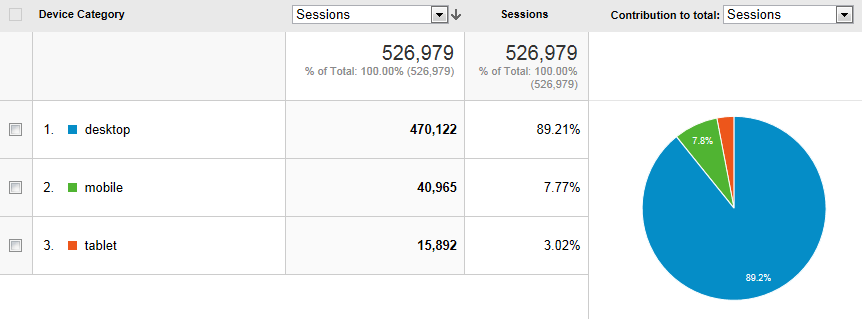 Device Category Sessions Sessions Contribution to total: Sessions
526,979 526,979
% of Total: 100.00% (526,979) % of Total: 100.00%
(526,979)
1. desktop 470,122 89.21%
7.8%
2. mobile 40,965 7.77%
3. tablet 15,892 3.02%
89.2%